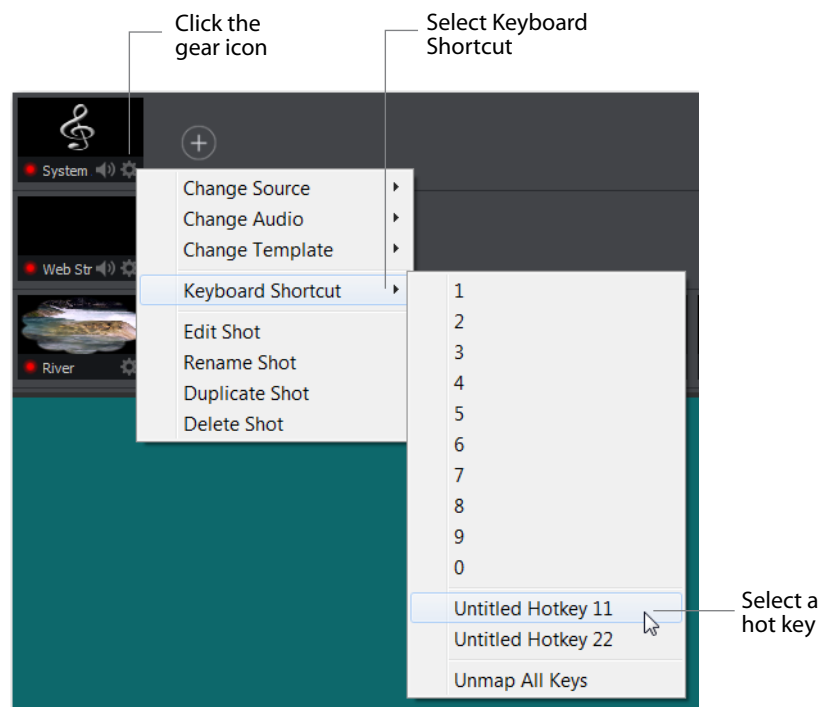 Click the
gear icon
Select Keyboard
Shortcut
System
Change Source
Change Audio
Change Template
Web Str
Keyboard Shortcut
1
2
Edit Shot
Rename Shot
3
River
Duplicate Shot
4
Delete Shot
5
6
7
8
9
0
Untitled Hotkey 11
Select a
hot key
Untitled Hotkey 22
Unmap All Keys